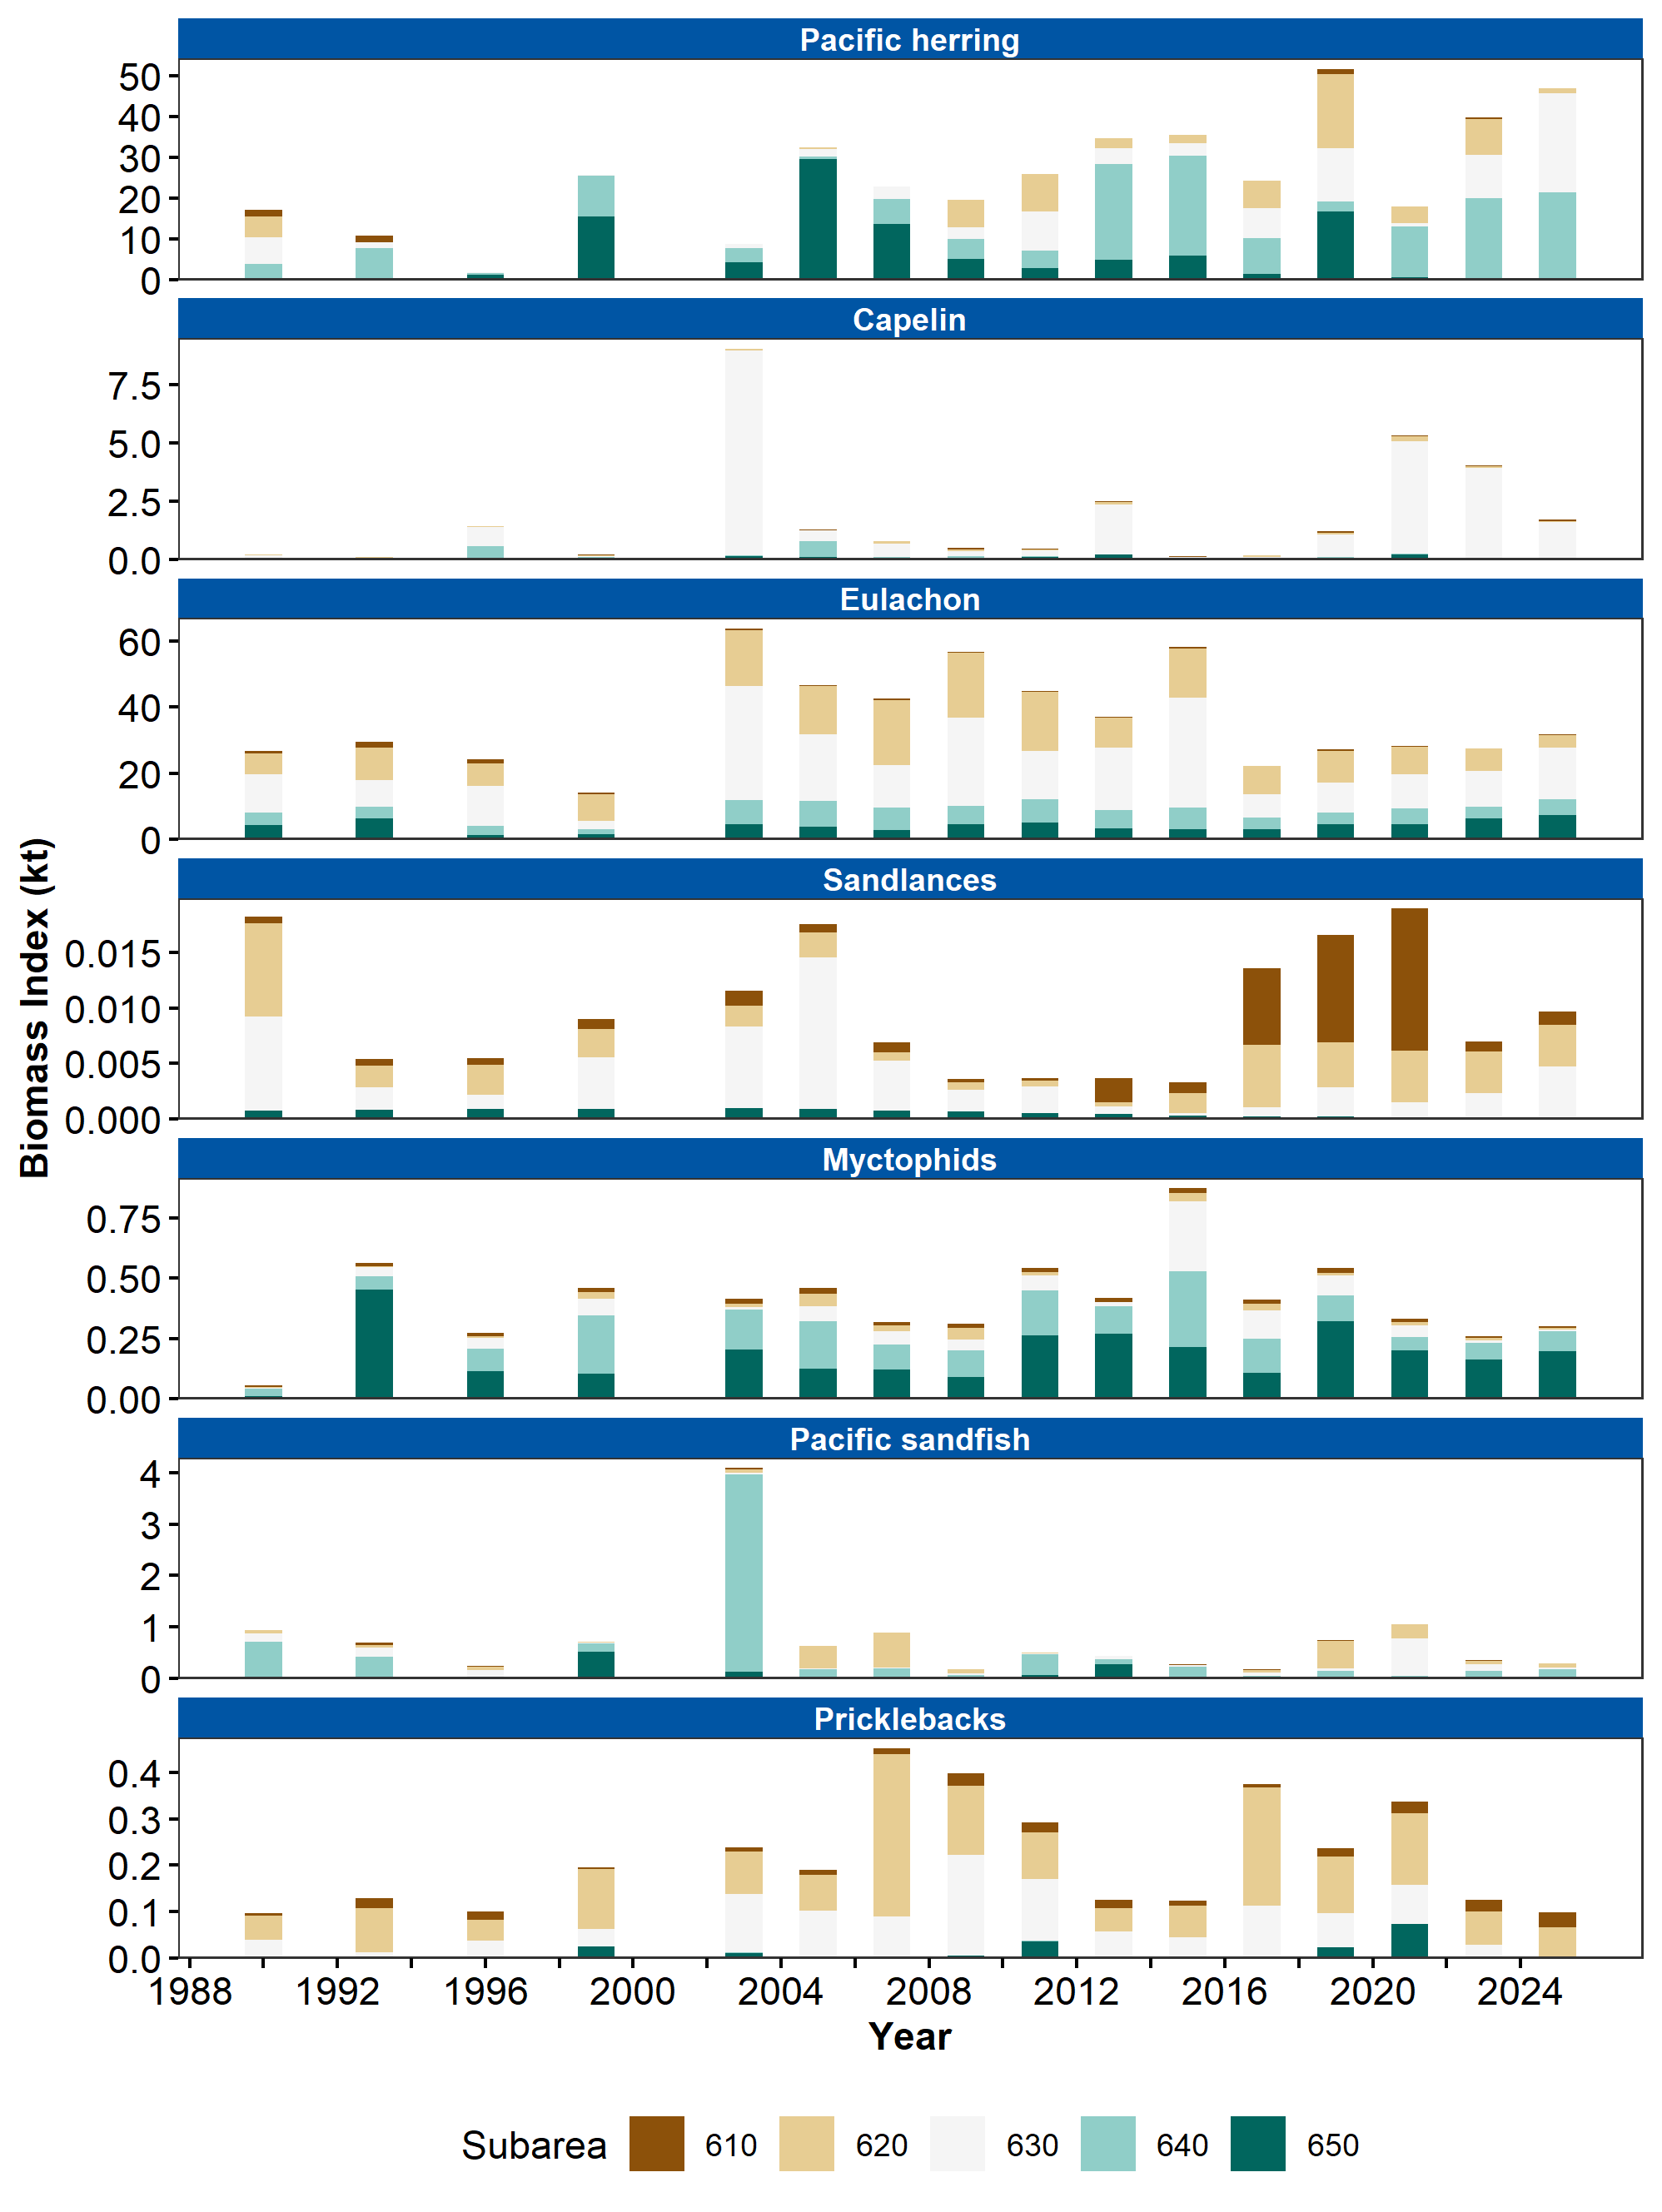 Pacific herring
50
40
30
20
10
0
Capelin
7.5
5.0
2.5
0.0
Eulachon
60
40
20
0
Sandlances
0.015
0.010
0.005
0.000
Myctophids
0.75
0.50
0.25
0.00
Pacific sandfish
4
3
2
1
0
Pricklebacks
0.4
0.3
0.2
0.1
0.0
Biomass Index (kt)
1988 1992 1996 2000 2004 2008 2012 2016 2020 2024
Year
Subarea 610 620 630 640 650